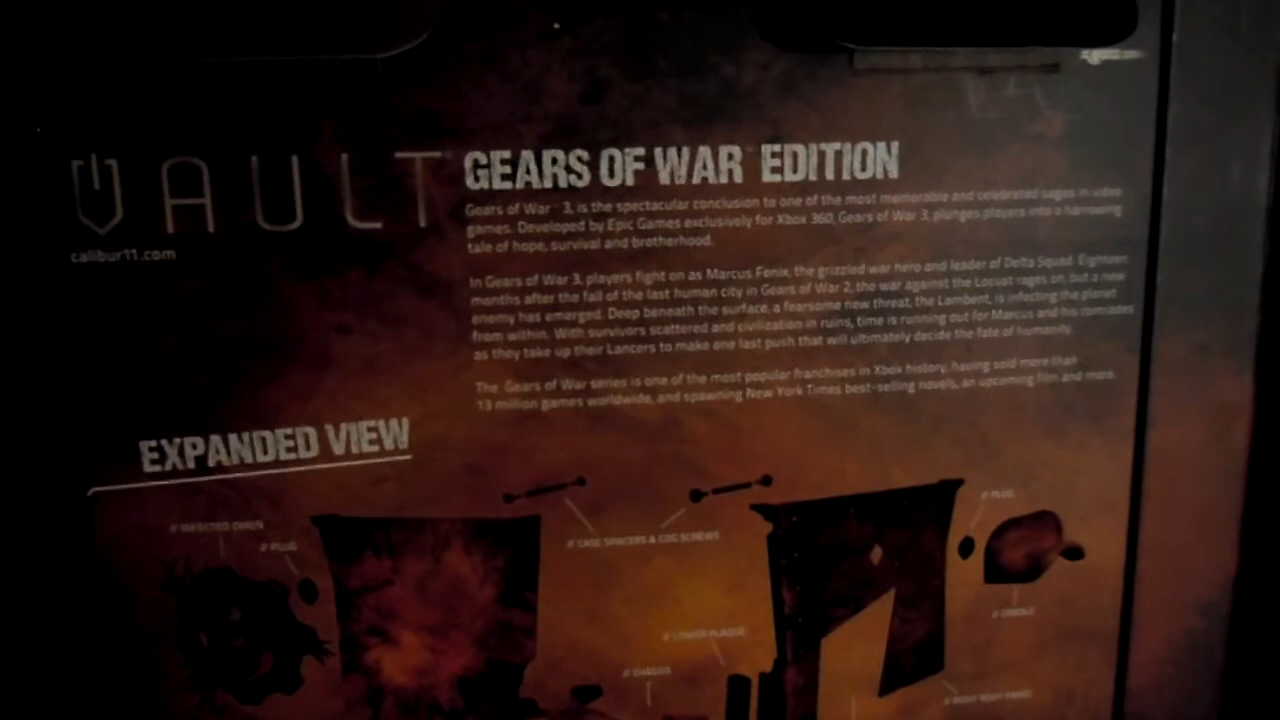 VAULT
calibur11.com
GEARS OF WAR EDITION
Gears of War 3, is the spectacular conclusion to one of the most memorable and celebrated sagas in video
games. Developed by Epic Games exclusively for Xbox 360, Gears of War 3, plunges players into a harrowing
tale of hope, survival and brotherhood.
In Gears of War 3, players fight on as Marcus Fenix, the grizzled war hero and leader of Delta Squad. Eighteen
months after the fall of the last human city in Gears of War 2, the war against the Locust rages on, but a new
enemy has emerged. Deep beneath the surface, a fearsome new threat, the Lambent, is infecting the planet
from within. With survivors scattered and civilization in ruins, time is running out for Marcus and his comrades
as they take up their Lancers to make one last push that will ultimately decide the fate of humanity.
The Gears of War series is one of the most popular franchises in Xbox history, having sold more than
13 million games worldwide, and spawning New York Times best-selling novels, an upcoming film and more.
EXPANDED VIEW
// INFECTED OMEN
// PLUG
// CASE SPACERS & COG SCREWS
// PLUG
// LOWER PLAQUE
// CHASSIS